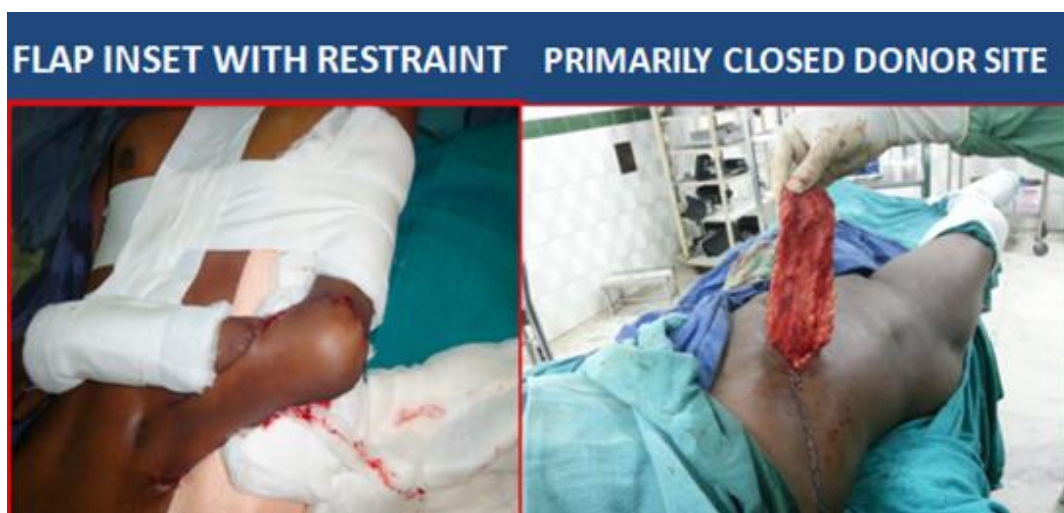 FLAP INSET WITH RESTRAINT
PRIMARILY CLOSED DONOR SITE